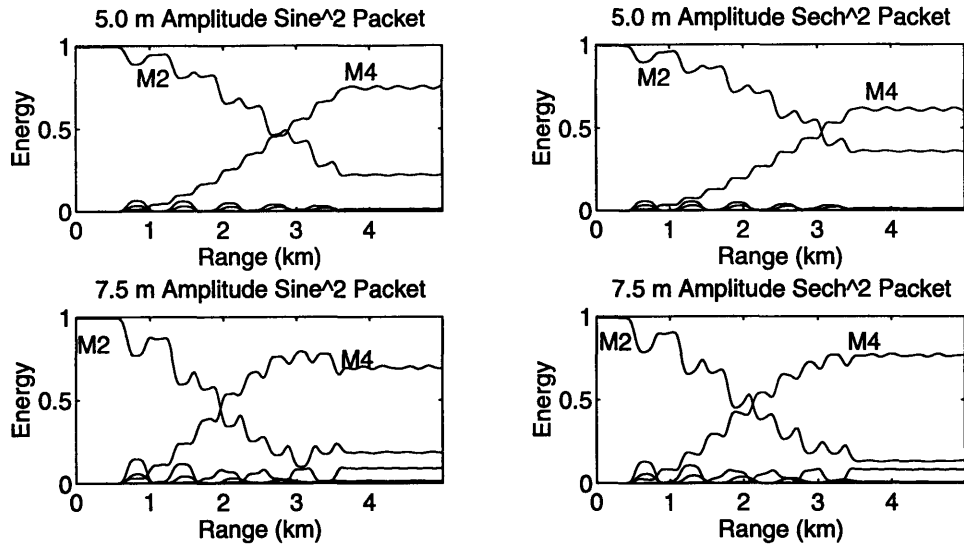 5.0 m Amplitude Sine^2 Packet
1
M2
M4
0.5
Energy
0
0 1 2 3 4
Range (km)
5.0 m Amplitude Sech^2 Packet
1
M2
M4
0.5
Energy
0
0 1 2 3 4
Range (km)
7.5 m Amplitude Sine^2 Packet
1
M2
M4
0.5
Energy
0
0 1 2 3 4
Range (km)
7.5 m Amplitude Sech^2 Packet
1
M2
M4
0.5
Energy
0
0 1 2 3 4
Range (km)